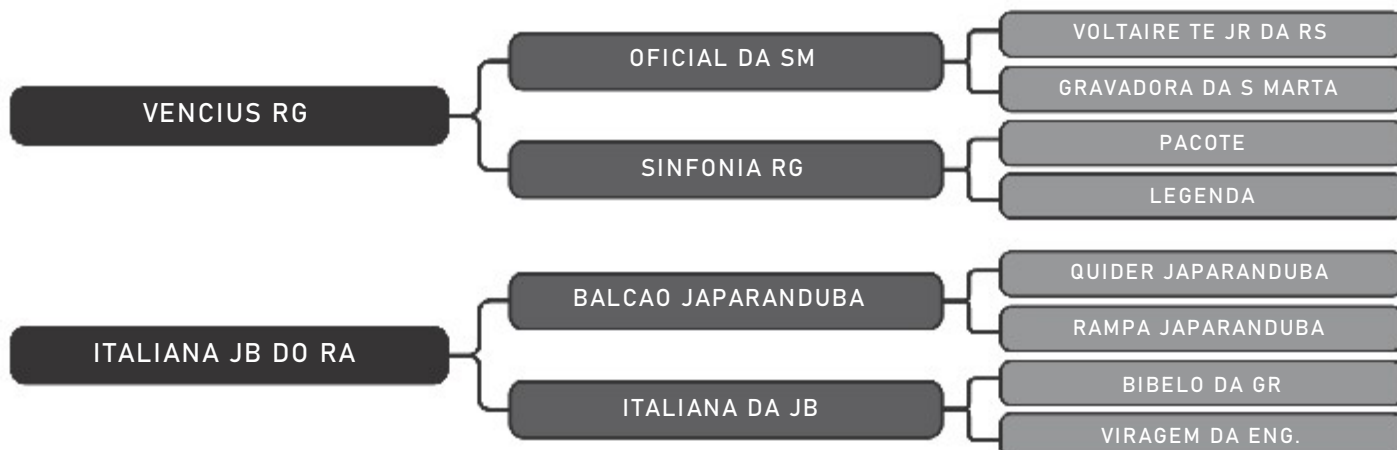 VENCIUS RG
OFICIAL DA SM
VOLTAIRE TE JR DA RS
GRAVADORA DA S MARTA
SINFONIA RG
PACOTE
LEGENDA
ITALIANA JB DO RA
BALCAO JAPARANDUBA
QUIDER JAPARANDUBA
RAMPA JAPARANDUBA
ITALIANA DA JB
BIBELO DA GR
VIRAGEM DA ENG.